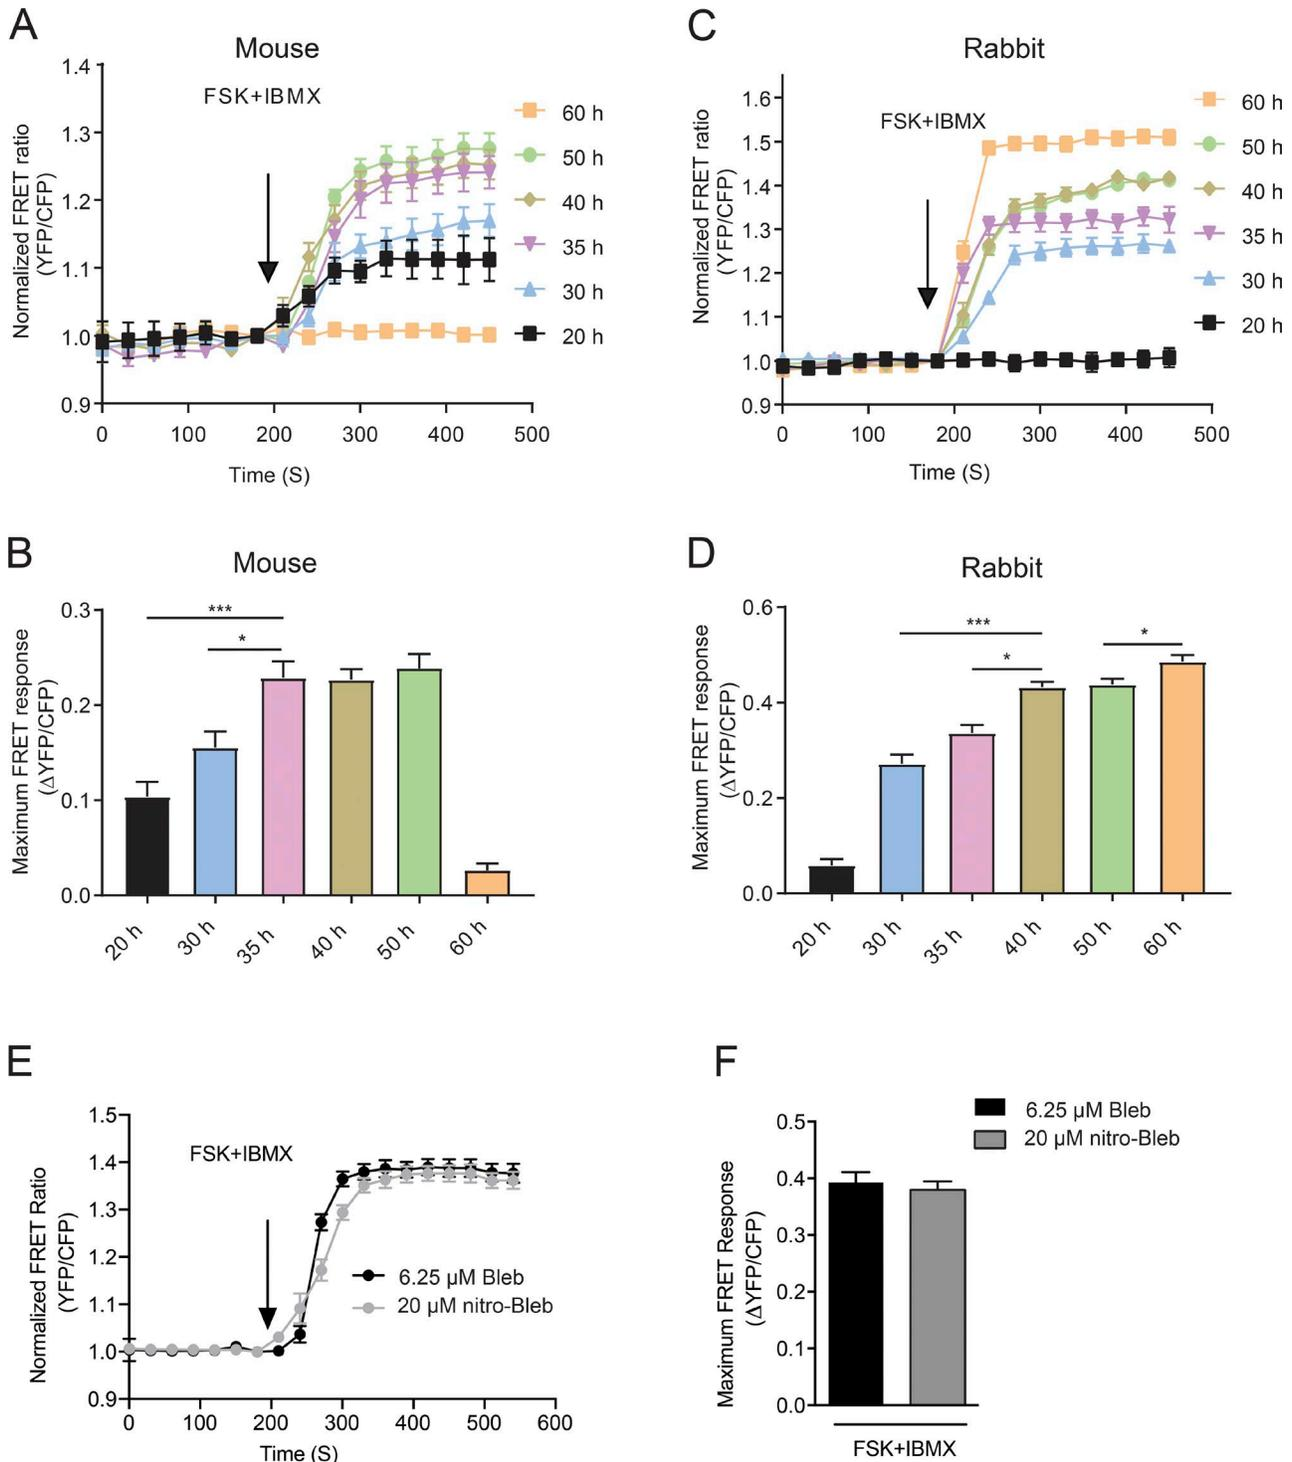 A
Mouse
FSK+IBMX
Normalized FRET ratio
(YFP/CFP)
1.4
1.3
1.2
1.1
1.0
0.9
0
100
200
300
400
500
Time (S)
60 h
50 h
40 h
35 h
30 h
20 h
C
Rabbit
FSK+IBMX
Normalized FRET ratio
(YFP/CFP)
1.6
1.5
1.4
1.3
1.2
1.1
1.0
0.9
0
100
200
300
400
500
Time (S)
60 h
50 h
40 h
35 h
30 h
20 h
B
Mouse
Maximum FRET response
(ΔYFP/CFP)
0.3
0.2
0.1
0.0
***
*
20 h
30 h
35 h
40 h
50 h
60 h
D
Rabbit
Maximum FRET response
(ΔYFP/CFP)
0.6
0.4
0.2
0.0
***
*
*
20 h
30 h
35 h
40 h
50 h
60 h
E
Normalized FRET Ratio
(YFP/CFP)
1.5
1.4
1.3
1.2
1.1
1.0
0.9
FSK+IBMX
6.25 µM Bleb
20 µM nitro-Bleb
0
100
200
300
400
500
600
Time (S)
F
6.25 µM Bleb
20 µM nitro-Bleb
Maximum FRET Response
(ΔYFP/CFP)
0.5
0.4
0.3
0.2
0.1
0.0
FSK+IBMX